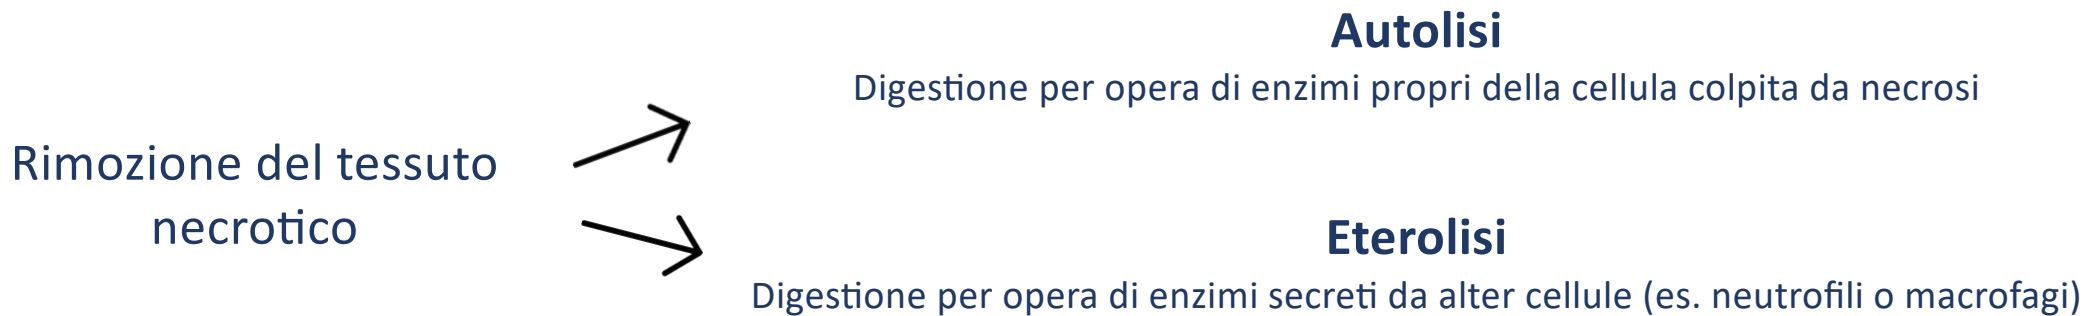 Rimozione del tessuto
necrotico
Autolisi
Digestione per opera di enzimi propri della cellula colpita da necrosi
Eterolisi
Digestione per opera di enzimi secreti da alter cellule (es. neutrofili o macrofagi)